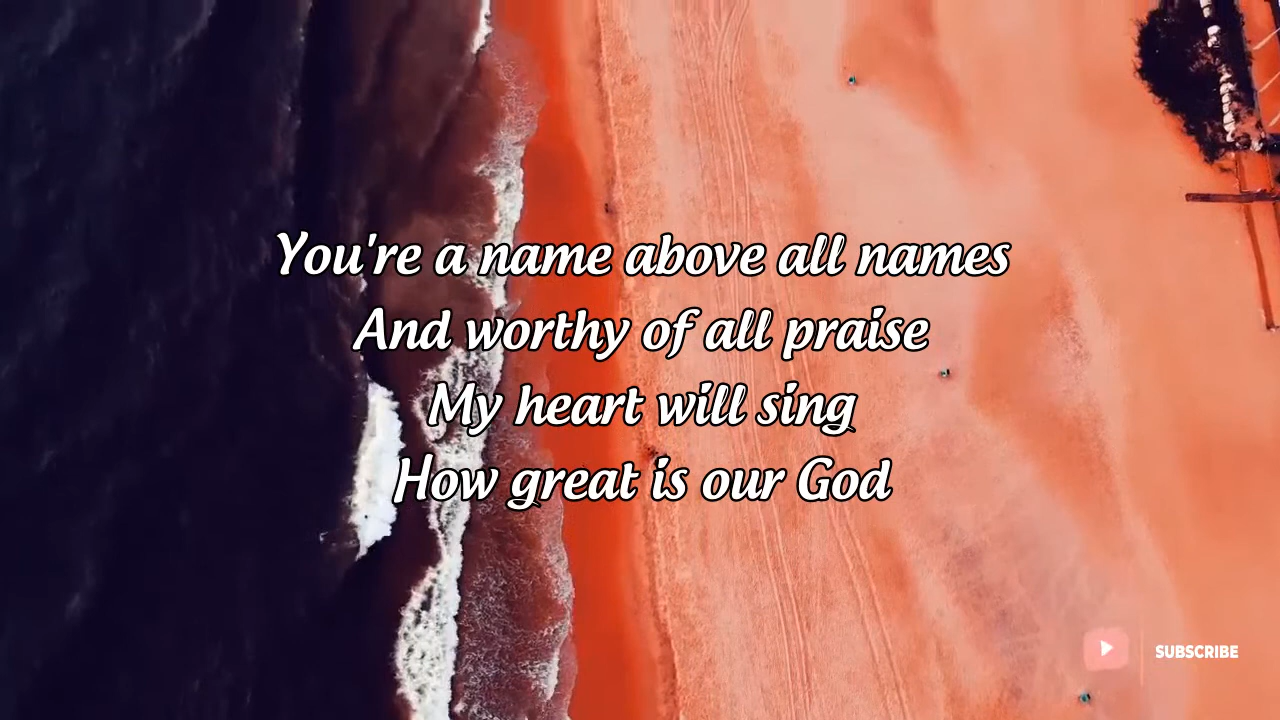 You're a name above all names
And worthy of all praise
My heart will sing
How great is our God
SUBSCRIBE